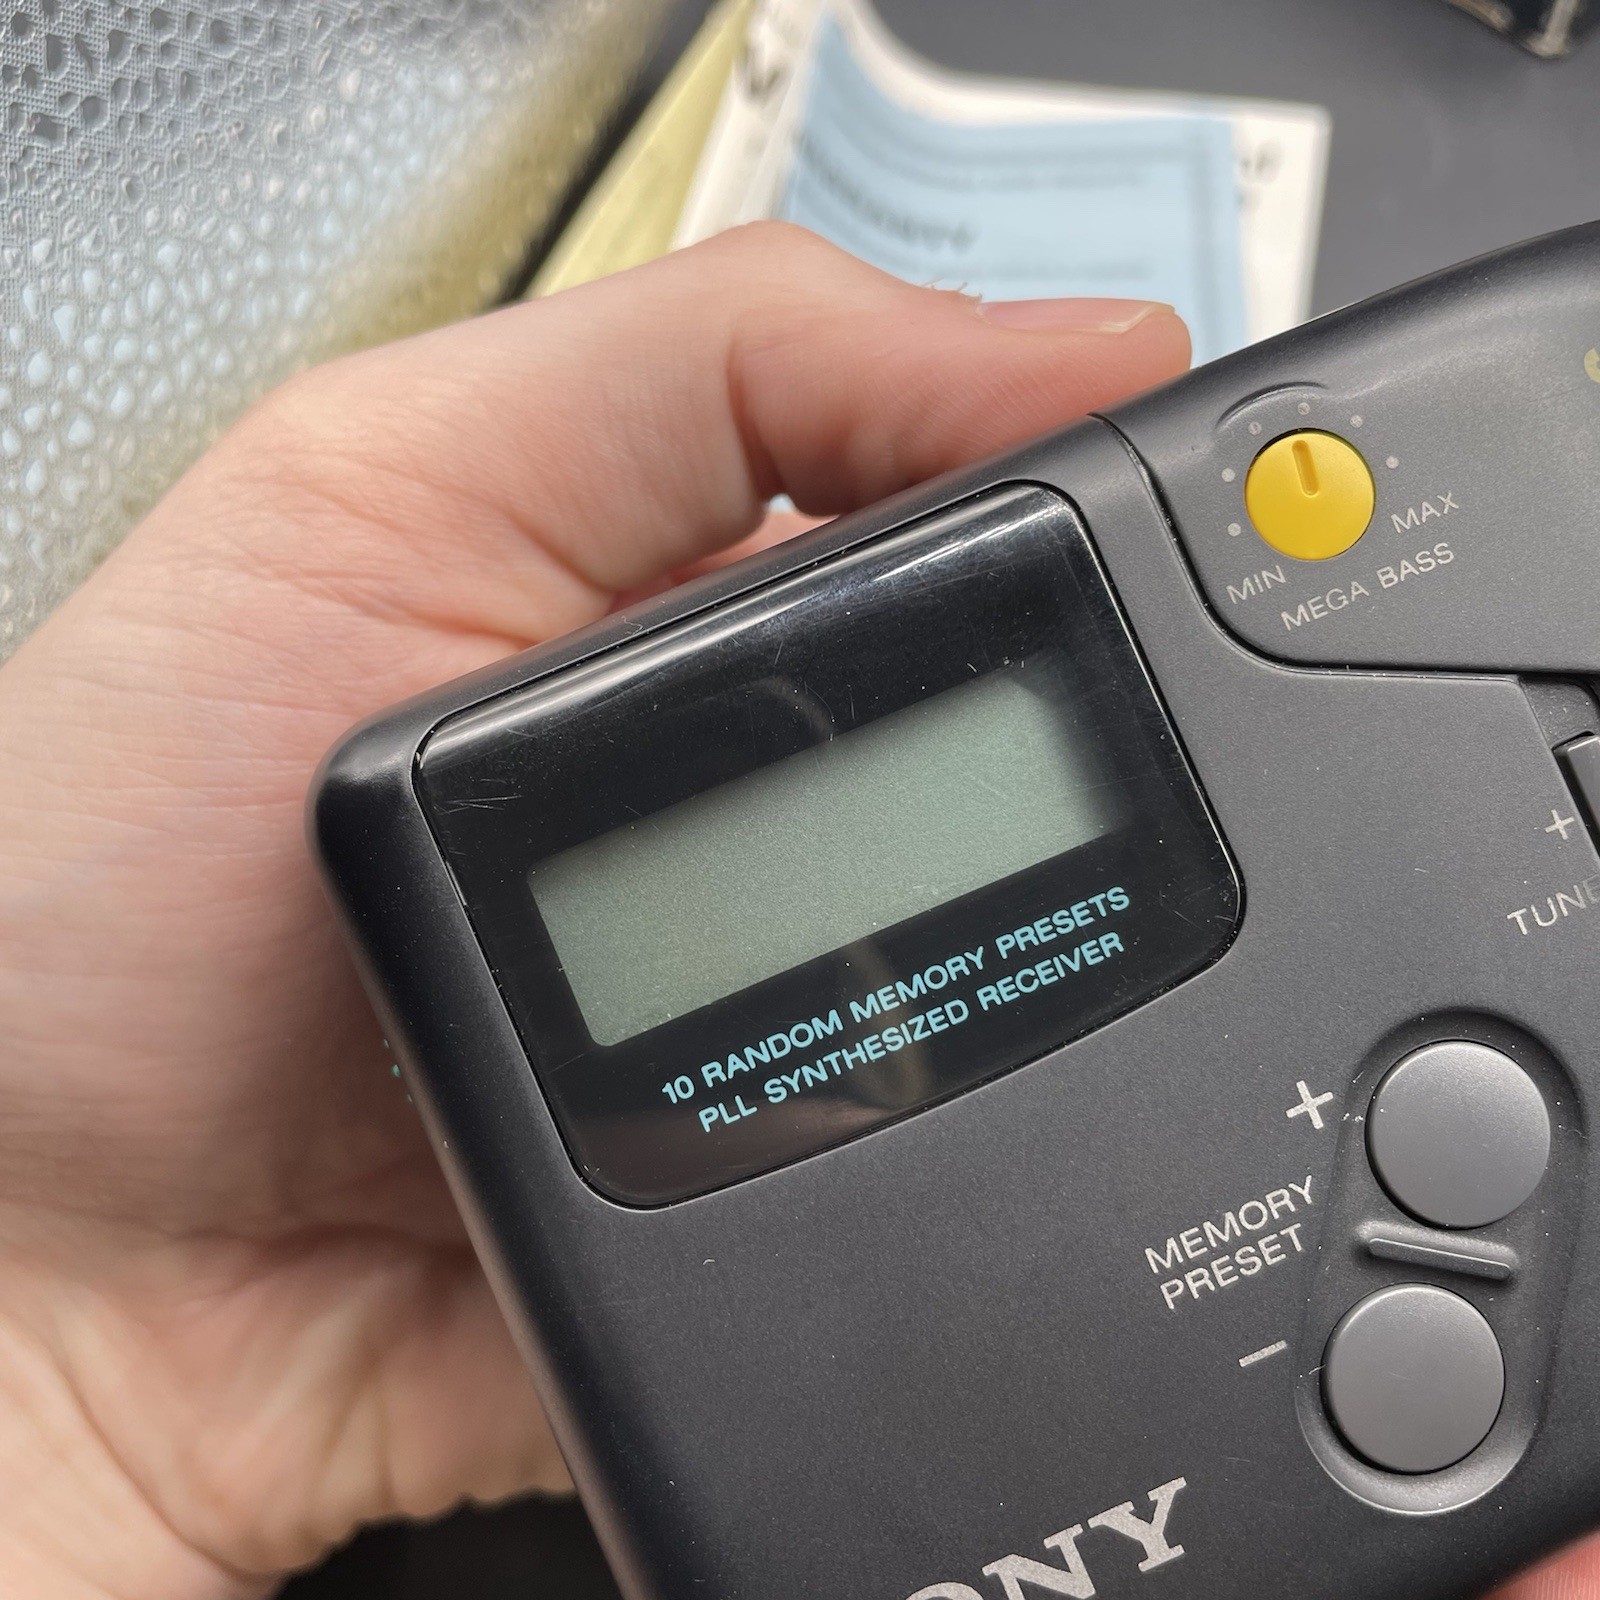 MAX
MIN
MEGA BASS
+
TUNE
10 RANDOM MEMORY PRESETS
PLL SYNTHESIZED RECEIVER
+
MEMORY
PRESET
-
ONY